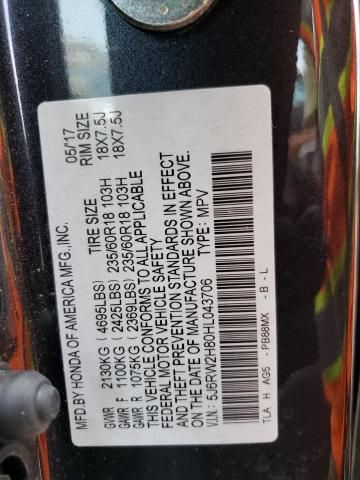 MFD.BY HONDA OF AMERICA MFG.,INC. 05/17
TIRE SIZE RIM SIZE
GVWR 2130KG (4695LBS) 235/60R18 103H 18X7.5J
GAWR F 1100KG (2425LBS) 235/60R18 103H 18X7.5J
GAWR R 1075KG (2369LBS)
THIS VEHICLE CONFORMS TO ALL APPLICABLE
FEDERAL MOTOR VEHICLE SAFETY
AND THEFT PREVENTION STANDARDS IN EFFECT
ON THE DATE OF MANUFACTURE SHOWN ABOVE.
VIN: 5J6RW2H80HL043706 TYPE: MPV
TLA H AG5 - PB88MX - B - L